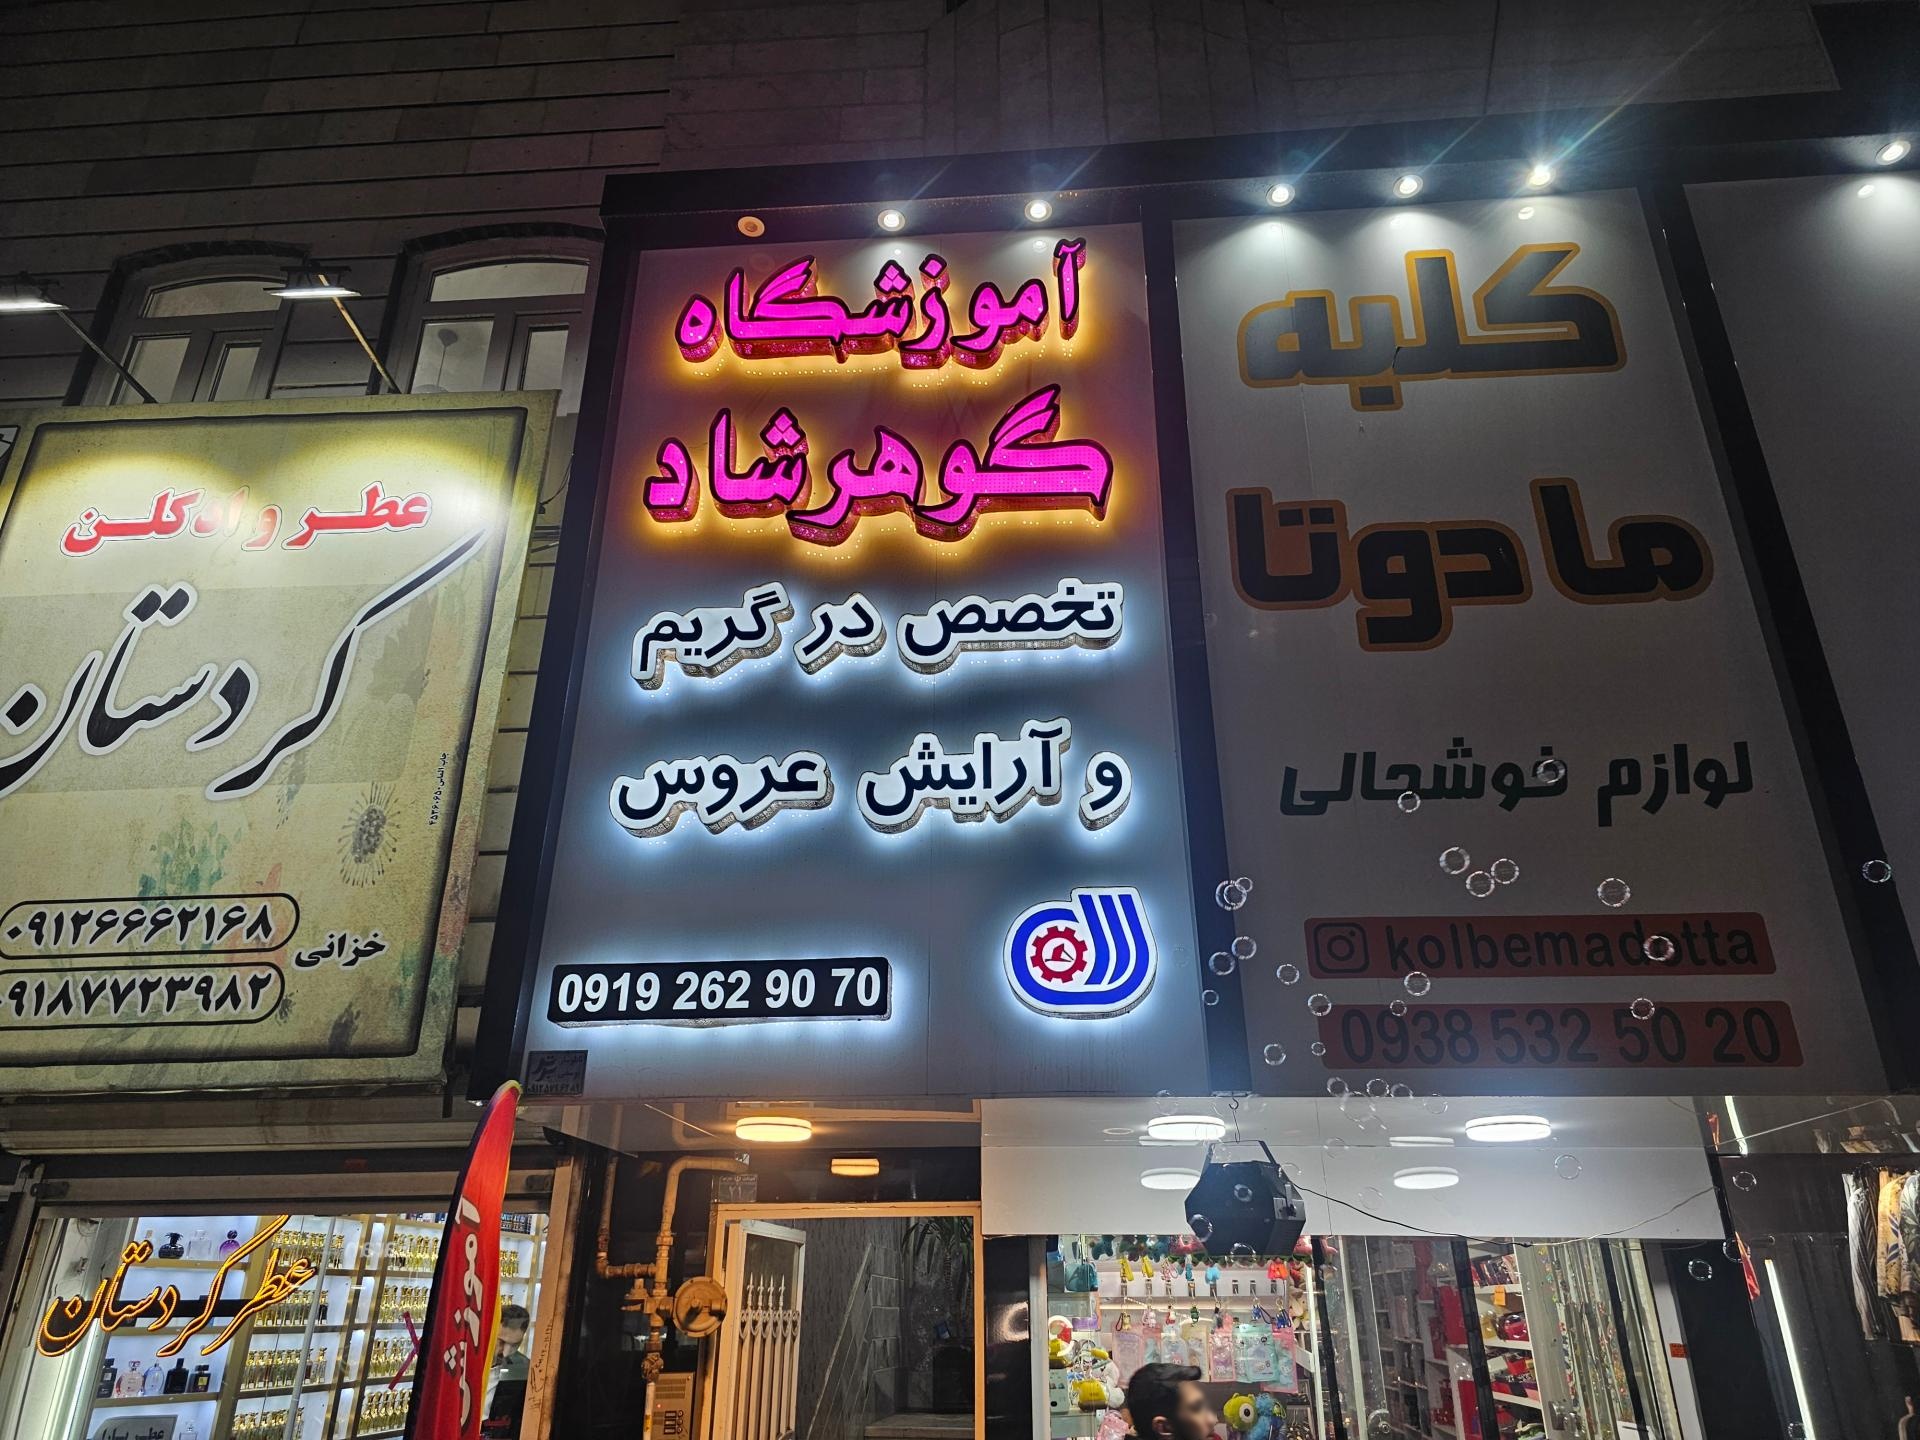 عطر و ادکلن
کردستان
۰۹۱۲۶۶۶۲۱۶۸
خزانی
۰۹۱۸۷۷۲۳۹۸۲
عطر کردستان
آموزشگاه
گوهرشاد
تخصص در گریم
و آرایش عروس
0919 262 90 70
آموزش
کلبه
مادوتا
لوازم خوشحالی
kolbemadotta
0938 532 50 20